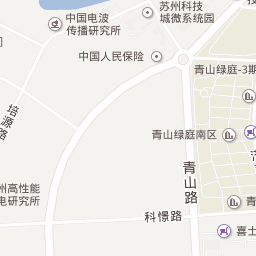 中国电波
传播研究所
苏州科技
城微系统园
中国人民保险
青山绿庭-3期
培源路
青山绿庭南区
青山路
州高性能
电研究所
科憬路
青
喜士